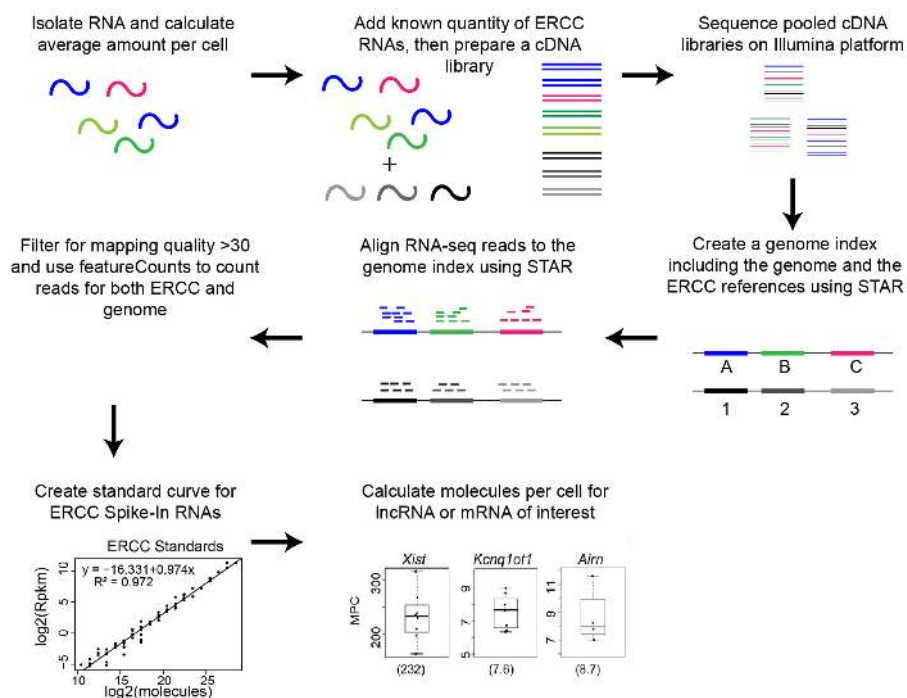 Isolate RNA and calculate
average amount per cell
Add known quantity of ERCC
RNAs, then prepare a cDNA
library
+
Sequence pooled cDNA
libraries on Illumina platform
Create a genome index
including the genome and the
ERCC references using STAR
A B C
1 2 3
Align RNA-seq reads to the
genome index using STAR
Filter for mapping quality >30
and use featureCounts to count
reads for both ERCC and
genome
Create standard curve for
ERCC Spike-In RNAs
ERCC Standards
y = −16.331+0.974x
R² = 0.972
log2(Rpkm)
10
5
0
−5
10 15 20 25
log2(molecules)
Calculate molecules per cell for
lncRNA or mRNA of interest
Xist Kcnq1ot1 Airn
MPC
300
200
9
8
7
11
9
7
(232) (7.6) (8.7)